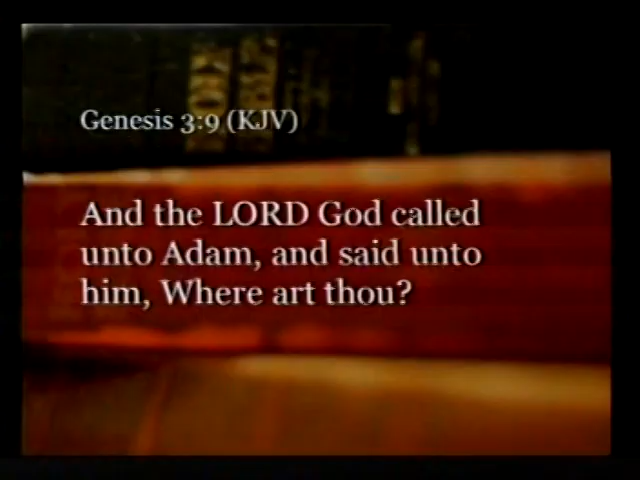 Genesis 3:9 (KJV)
And the LORD God called
unto Adam, and said unto
him, Where art thou?